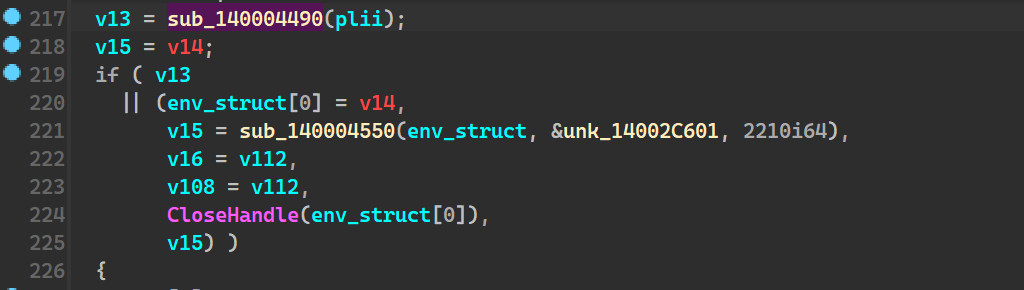 217 v13 = sub_140004490(plii);
218 v15 = v14;
219 if ( v13
220 || (env_struct[0] = v14,
221 v15 = sub_140004550(env_struct, &unk_14002C601, 2210i64),
222 v16 = v112,
223 v108 = v112,
224 CloseHandle(env_struct[0]),
225 v15) )
226 {